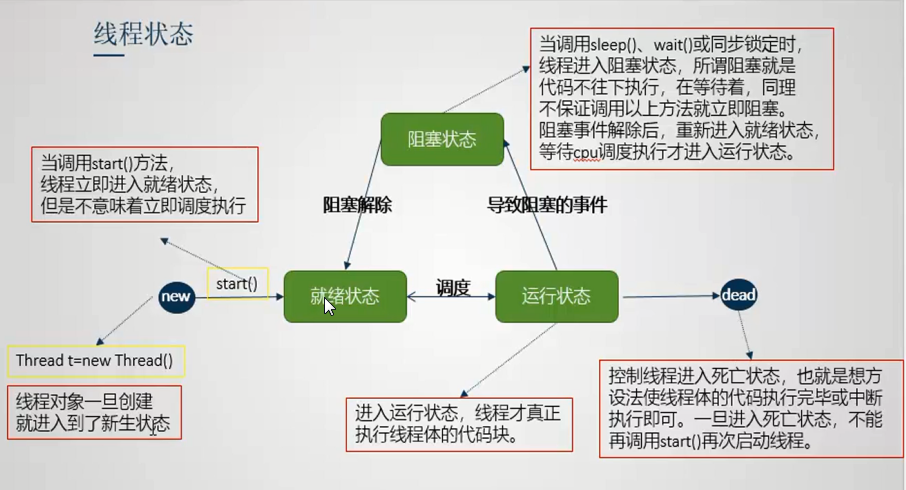 线程状态
当调用sleep()、wait()或同步锁定时，
线程进入阻塞状态，所谓阻塞就是
代码不往下执行，在等待着，同理
不保证调用以上方法就立即阻塞。
阻塞事件解除后，重新进入就绪状态，
等待cpu调度执行才进入运行状态。
阻塞状态
当调用start()方法，
线程立即进入就绪状态，
但是不意味着立即调度执行
阻塞解除
导致阻塞的事件
new
start()
就绪状态
调度
运行状态
dead
Thread t=new Thread()
线程对象一旦创建
就进入到了新生状态
进入运行状态，线程才真正
执行线程体的代码块。
控制线程进入死亡状态，也就是想方
设法使线程体的代码执行完毕或中断
执行即可。一旦进入死亡状态，不能
再调用start()再次启动线程。